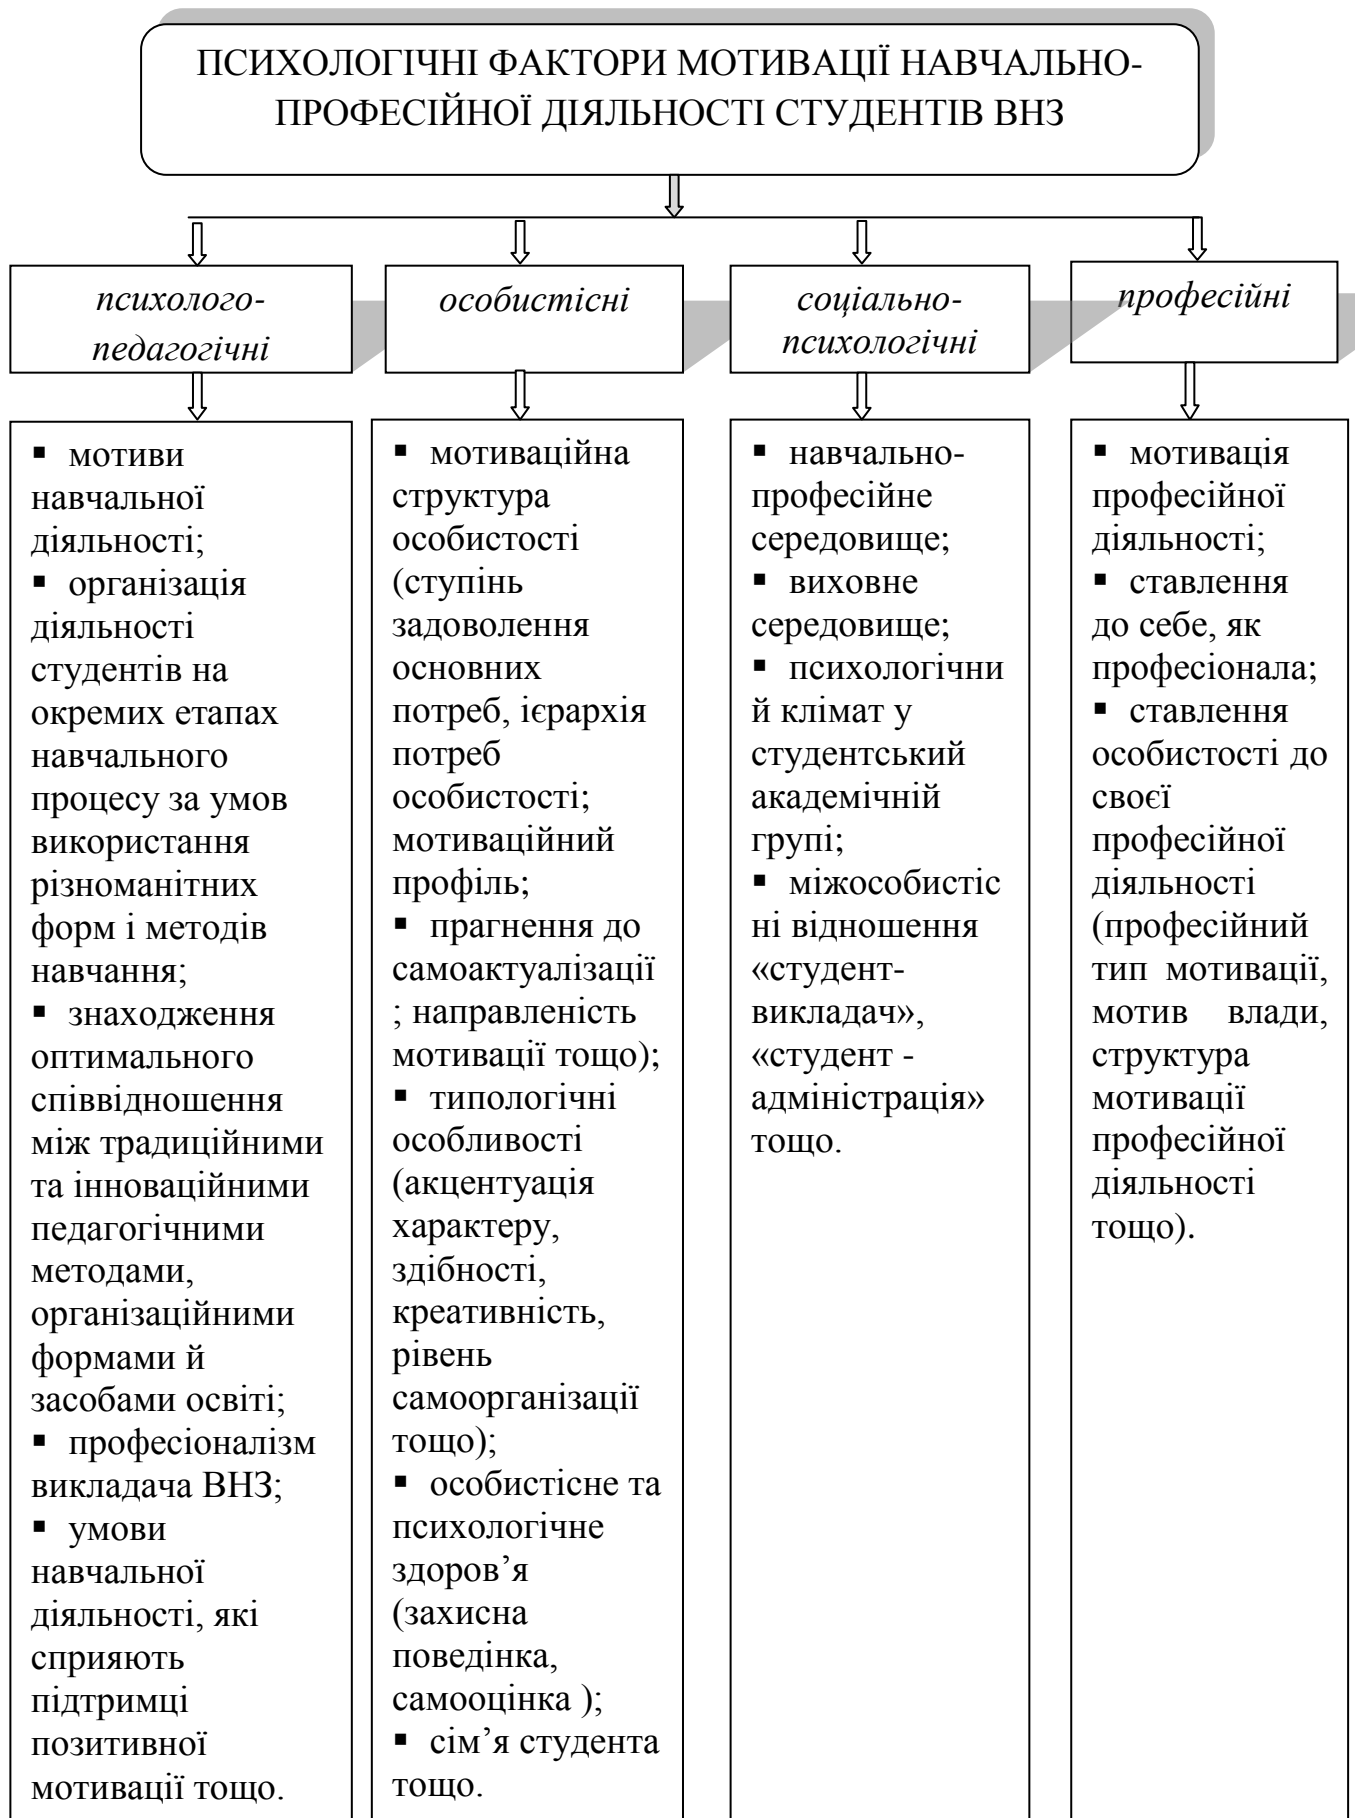 ПСИХОЛОГІЧНІ ФАКТОРИ МОТИВАЦІЇ НАВЧАЛЬНО-
ПРОФЕСІЙНОЇ ДІЯЛЬНОСТІ СТУДЕНТІВ ВНЗ
психолого-
педагогічні
особистісні
соціально-
психологічні
професійні
▪ мотиви
навчальної
діяльності;
▪ організація
діяльності
студентів на
окремих етапах
навчального
процесу за умов
використання
різноманітних
форм і методів
навчання;
▪ знаходження
оптимального
співвідношення
між традиційними
та інноваційними
педагогічними
методами,
організаційними
формами й
засобами освіті;
▪ професіоналізм
викладача ВНЗ;
▪ умови
навчальної
діяльності, які
сприяють
підтримці
позитивної
мотивації тощо.
▪ мотиваційна
структура
особистості
(ступінь
задоволення
основних
потреб, ієрархія
потреб
особистості;
мотиваційний
профіль;
▪ прагнення до
самоактуалізації
; направленість
мотивації тощо);
▪ типологічні
особливості
(акцентуація
характеру,
здібності,
креативність,
рівень
самоорганізації
тощо);
▪ особистісне та
психологічне
здоров’я
(захисна
поведінка,
самооцінка );
▪ сім’я студента
тощо.
▪ навчально-
професійне
середовище;
▪ виховне
середовище;
▪ психологічни
й клімат у
студентський
академічній
групі;
▪ міжособистіс
ні відношення
«студент-
викладач»,
«студент -
адміністрація»
тощо.
▪ мотивація
професійної
діяльності;
▪ ставлення
до себе, як
професіонала;
▪ ставлення
особистості до
своєї
професійної
діяльності
(професійний
тип мотивації,
мотив влади,
структура
мотивації
професійної
діяльності
тощо).